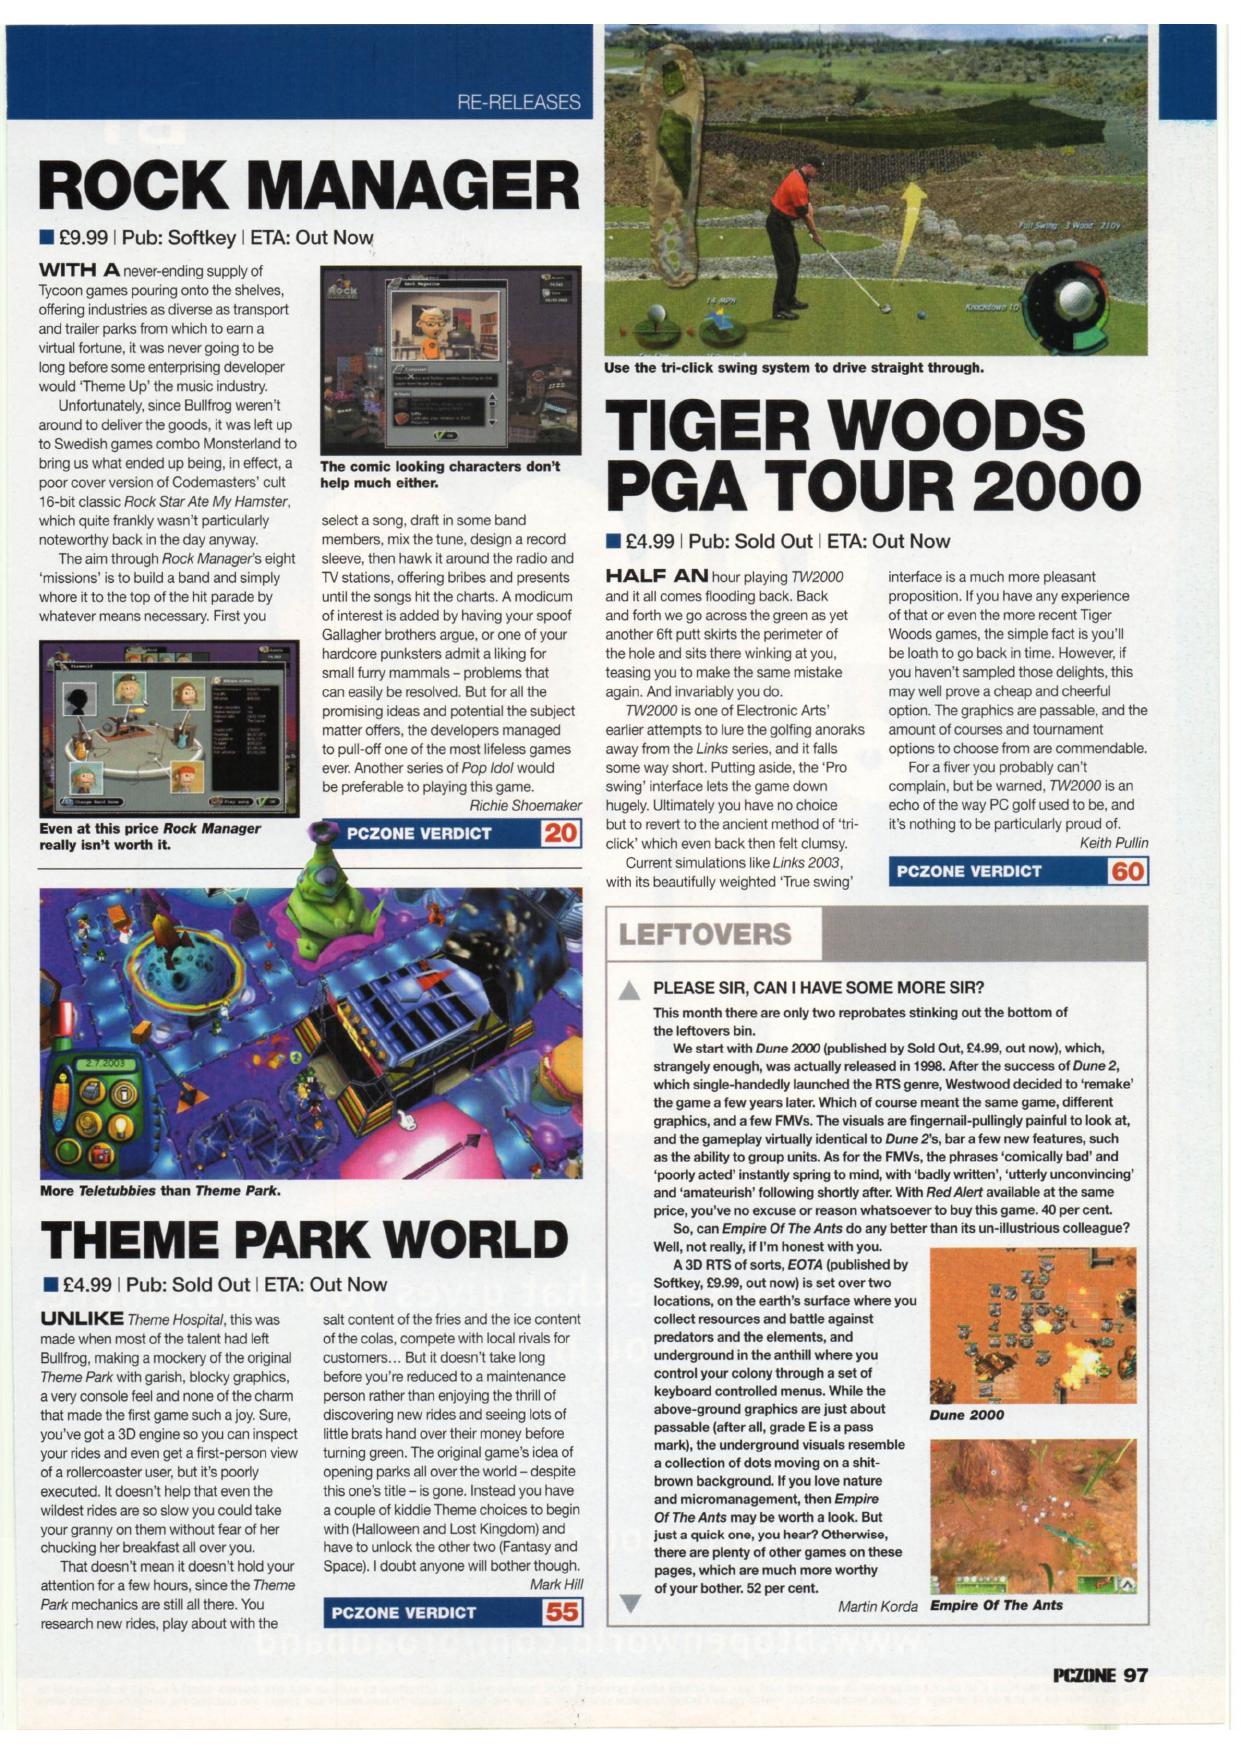 RE-RELEASES
ROCK MANAGER
£9.99 | Pub: Softkey | ETA: Out Now
WITH A never-ending supply of
Tycoon games pouring onto the shelves,
offering industries as diverse as transport
and trailer parks from which to earn a
virtual fortune, it was never going to be
long before some enterprising developer
would 'Theme Up' the music industry.
Unfortunately, since Bullfrog weren't
around to deliver the goods, it was left up
to Swedish games combo Monsterland to
bring us what ended up being, in effect, a
poor cover version of Codemasters' cult
16-bit classic Rock Star Ate My Hamster,
which quite frankly wasn't particularly
noteworthy back in the day anyway.
The aim through Rock Manager's eight
'missions' is to build a band and simply
whore it to the top of the hit parade by
whatever means necessary. First you
Even at this price Rock Manager
really isn't worth it.
The comic looking characters don't
help much either.
select a song, draft in some band
members, mix the tune, design a record
sleeve, then hawk it around the radio and
TV stations, offering bribes and presents
until the songs hit the charts. A modicum
of interest is added by having your spoof
Gallagher brothers argue, or one of your
hardcore punksters admit a liking for
small furry mammals – problems that
can easily be resolved. But for all the
promising ideas and potential the subject
matter offers, the developers managed
to pull-off one of the most lifeless games
ever. Another series of Pop Idol would
be preferable to playing this game.
Richie Shoemaker
PCZONE VERDICT 20
2.7.2003
More Teletubbies than Theme Park.
THEME PARK WORLD
£4.99 | Pub: Sold Out | ETA: Out Now
UNLIKE Theme Hospital, this was
made when most of the talent had left
Bullfrog, making a mockery of the original
Theme Park with garish, blocky graphics,
a very console feel and none of the charm
that made the first game such a joy. Sure,
you've got a 3D engine so you can inspect
your rides and even get a first-person view
of a rollercoaster user, but it's poorly
executed. It doesn't help that even the
wildest rides are so slow you could take
your granny on them without fear of her
chucking her breakfast all over you.
That doesn't mean it doesn't hold your
attention for a few hours, since the Theme
Park mechanics are still all there. You
research new rides, play about with the
salt content of the fries and the ice content
of the colas, compete with local rivals for
customers... But it doesn't take long
before you're reduced to a maintenance
person rather than enjoying the thrill of
discovering new rides and seeing lots of
little brats hand over their money before
turning green. The original game's idea of
opening parks all over the world – despite
this one's title – is gone. Instead you have
a couple of kiddie Theme choices to begin
with (Halloween and Lost Kingdom) and
have to unlock the other two (Fantasy and
Space). I doubt anyone will bother though.
Mark Hill
PCZONE VERDICT 55
Full Swing 3 Wood 210y
14 MPH
Knockdown 10
Use the tri-click swing system to drive straight through.
TIGER WOODS
PGA TOUR 2000
£4.99 | Pub: Sold Out | ETA: Out Now
HALF AN hour playing TW2000
and it all comes flooding back. Back
and forth we go across the green as yet
another 6ft putt skirts the perimeter of
the hole and sits there winking at you,
teasing you to make the same mistake
again. And invariably you do.
TW2000 is one of Electronic Arts'
earlier attempts to lure the golfing anoraks
away from the Links series, and it falls
some way short. Putting aside, the 'Pro
swing' interface lets the game down
hugely. Ultimately you have no choice
but to revert to the ancient method of 'tri-
click' which even back then felt clumsy.
Current simulations like Links 2003,
with its beautifully weighted 'True swing'
interface is a much more pleasant
proposition. If you have any experience
of that or even the more recent Tiger
Woods games, the simple fact is you'll
be loath to go back in time. However, if
you haven't sampled those delights, this
may well prove a cheap and cheerful
option. The graphics are passable, and the
amount of courses and tournament
options to choose from are commendable.
For a fiver you probably can't
complain, but be warned, TW2000 is an
echo of the way PC golf used to be, and
it's nothing to be particularly proud of.
Keith Pullin
PCZONE VERDICT 60
LEFTOVERS
PLEASE SIR, CAN I HAVE SOME MORE SIR?
This month there are only two reprobates stinking out the bottom of
the leftovers bin.
We start with Dune 2000 (published by Sold Out, £4.99, out now), which,
strangely enough, was actually released in 1998. After the success of Dune 2,
which single-handedly launched the RTS genre, Westwood decided to 'remake'
the game a few years later. Which of course meant the same game, different
graphics, and a few FMVs. The visuals are fingernail-pullingly painful to look at,
and the gameplay virtually identical to Dune 2's, bar a few new features, such
as the ability to group units. As for the FMVs, the phrases 'comically bad' and
'poorly acted' instantly spring to mind, with 'badly written', 'utterly unconvincing'
and 'amateurish' following shortly after. With Red Alert available at the same
price, you've no excuse or reason whatsoever to buy this game. 40 per cent.
So, can Empire Of The Ants do any better than its un-illustrious colleague?
Well, not really, if I'm honest with you.
A 3D RTS of sorts, EOTA (published by
Softkey, £9.99, out now) is set over two
locations, on the earth's surface where you
collect resources and battle against
predators and the elements, and
underground in the anthill where you
control your colony through a set of
keyboard controlled menus. While the
above-ground graphics are just about
passable (after all, grade E is a pass
mark), the underground visuals resemble
a collection of dots moving on a shit-
brown background. If you love nature
and micromanagement, then Empire
Of The Ants may be worth a look. But
just a quick one, you hear? Otherwise,
there are plenty of other games on these
pages, which are much more worthy
of your bother. 52 per cent.
Martin Korda
Dune 2000
Empire Of The Ants
PCZONE 97